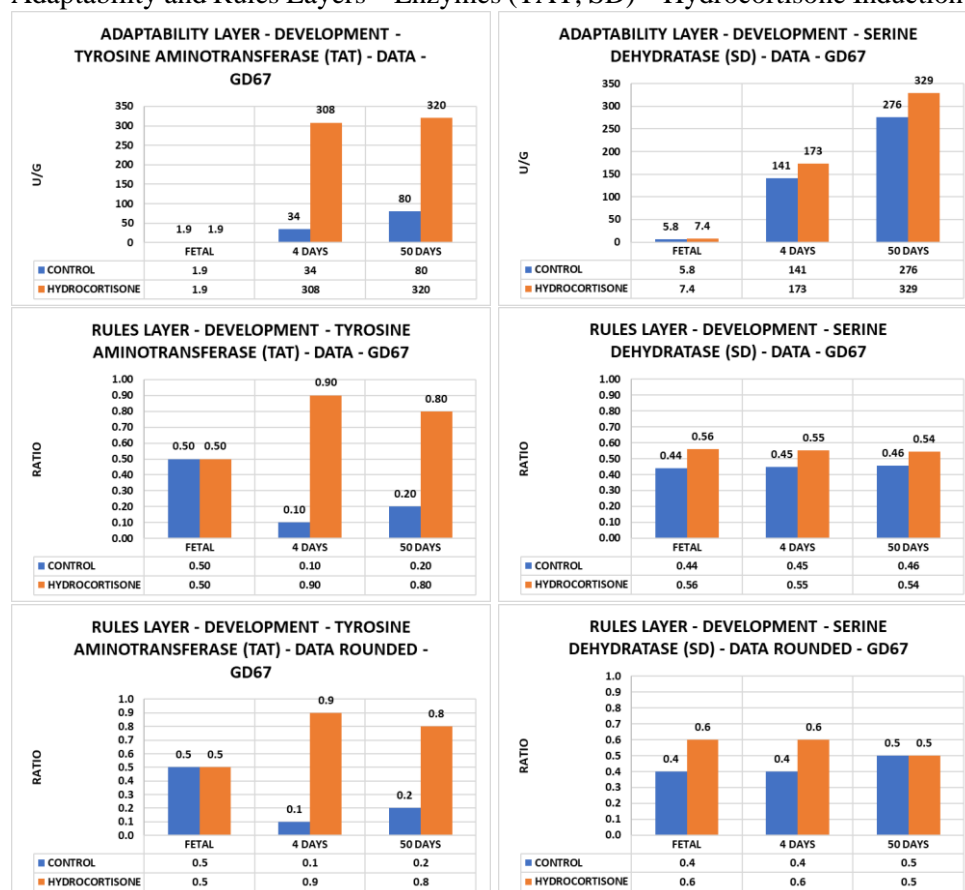 Adaptability and Rules Layers – Enzymes (TAT, SD) – Hydrocortisone Induction
ADAPTABILITY LAYER - DEVELOPMENT -
TYROSINE AMINOTRANSFERASE (TAT) - DATA -
GD67
U/G
350
300
250
200
150
100
50
0
1.9 1.9
34
308
80
320
FETAL 4 DAYS 50 DAYS
CONTROL 1.9 34 80
HYDROCORTISONE 1.9 308 320
ADAPTABILITY LAYER - DEVELOPMENT - SERINE
DEHYDRATASE (SD) - DATA - GD67
U/G
350
300
250
200
150
100
50
0
5.8 7.4
141
173
276
329
FETAL 4 DAYS 50 DAYS
CONTROL 5.8 141 276
HYDROCORTISONE 7.4 173 329
RULES LAYER - DEVELOPMENT - TYROSINE
AMINOTRANSFERASE (TAT) - DATA - GD67
RATIO
1.00
0.90
0.80
0.70
0.60
0.50
0.40
0.30
0.20
0.10
0.00
0.50 0.50
0.10
0.90
0.20
0.80
FETAL 4 DAYS 50 DAYS
CONTROL 0.50 0.10 0.20
HYDROCORTISONE 0.50 0.90 0.80
RULES LAYER - DEVELOPMENT - SERINE
DEHYDRATASE (SD) - DATA - GD67
RATIO
1.00
0.90
0.80
0.70
0.60
0.50
0.40
0.30
0.20
0.10
0.00
0.44
0.56
0.45
0.55
0.46
0.54
FETAL 4 DAYS 50 DAYS
CONTROL 0.44 0.45 0.46
HYDROCORTISONE 0.56 0.55 0.54
RULES LAYER - DEVELOPMENT - TYROSINE
AMINOTRANSFERASE (TAT) - DATA ROUNDED -
GD67
RATIO
1.0
0.9
0.8
0.7
0.6
0.5
0.4
0.3
0.2
0.1
0.0
0.5 0.5
0.1
0.9
0.2
0.8
FETAL 4 DAYS 50 DAYS
CONTROL 0.5 0.1 0.2
HYDROCORTISONE 0.5 0.9 0.8
RULES LAYER - DEVELOPMENT - SERINE
DEHYDRATASE (SD) - DATA ROUNDED - GD67
RATIO
1.0
0.9
0.8
0.7
0.6
0.5
0.4
0.3
0.2
0.1
0.0
0.4
0.6
0.4
0.6
0.5 0.5
FETAL 4 DAYS 50 DAYS
CONTROL 0.4 0.4 0.5
HYDROCORTISONE 0.6 0.6 0.5